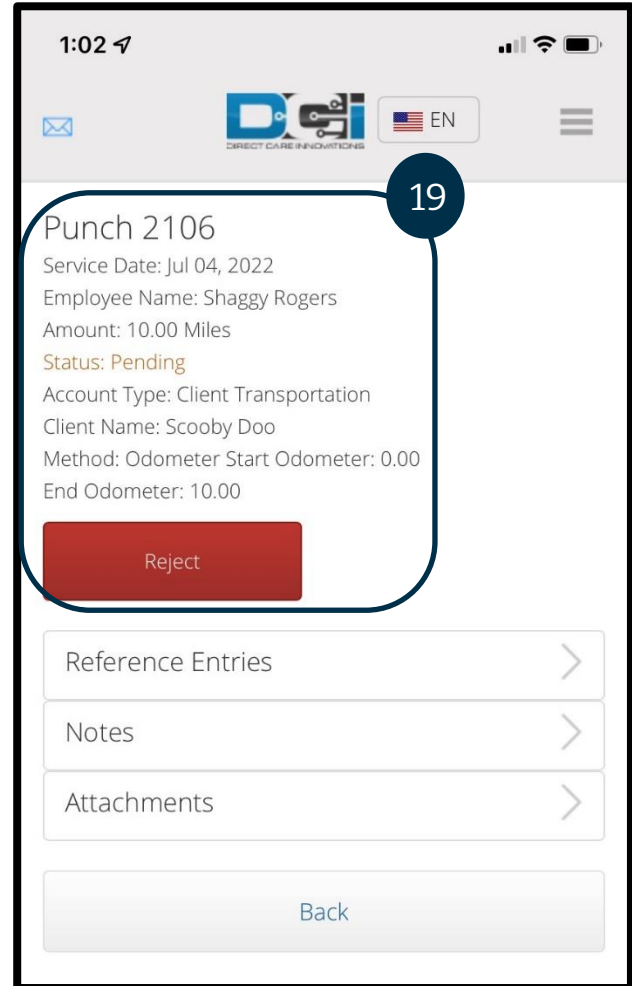 1:02
DCi EN
DIRECT CARE INNOVATIONS
19
Punch 2106
Service Date: Jul 04, 2022
Employee Name: Shaggy Rogers
Amount: 10.00 Miles
Status: Pending
Account Type: Client Transportation
Client Name: Scooby Doo
Method: Odometer Start Odometer: 0.00
End Odometer: 10.00
Reject
Reference Entries
Notes
Attachments
Back